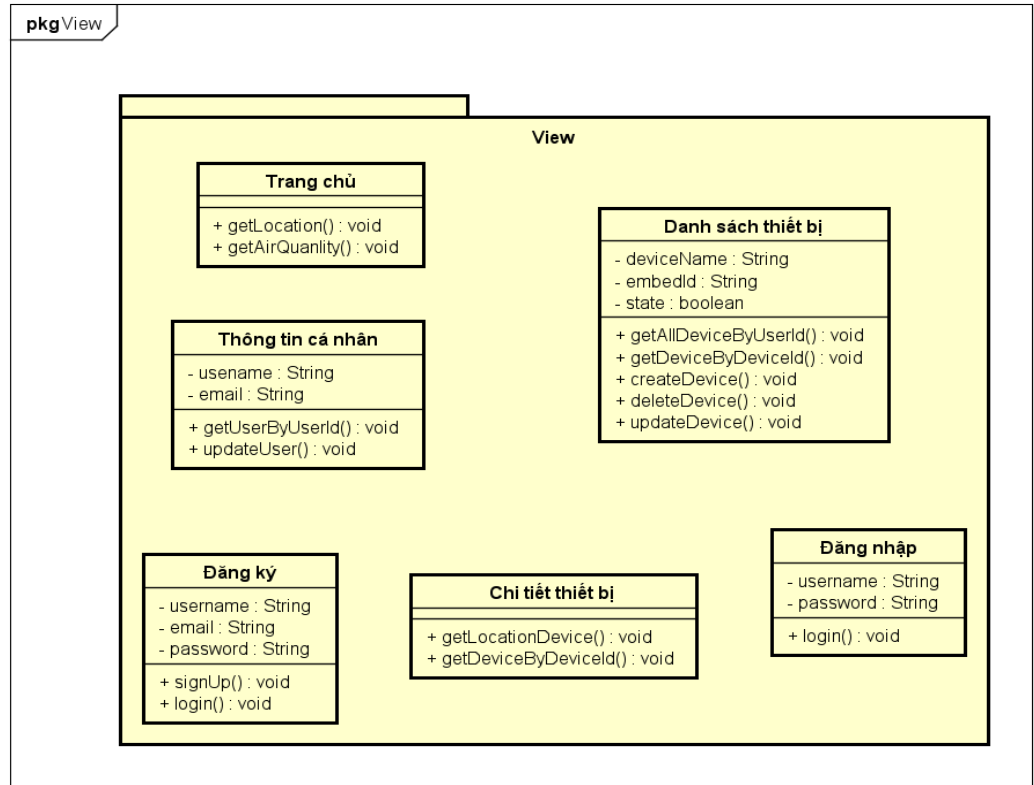 pkg View
View
Trang chủ
+ getLocation() : void
+ getAirQuanlity() : void
Danh sách thiết bị
- deviceName : String
- embedId : String
- state : boolean
+ getAllDeviceByUserId() : void
+ getDeviceByDeviceId() : void
+ createDevice() : void
+ deleteDevice() : void
+ updateDevice() : void
Thông tin cá nhân
- usename : String
- email : String
+ getUserByUserId() : void
+ updateUser() : void
Đăng ký
- username : String
- email : String
- password : String
+ signUp() : void
+ login() : void
Chi tiết thiết bị
+ getLocationDevice() : void
+ getDeviceByDeviceId() : void
Đăng nhập
- username : String
- password : String
+ login() : void